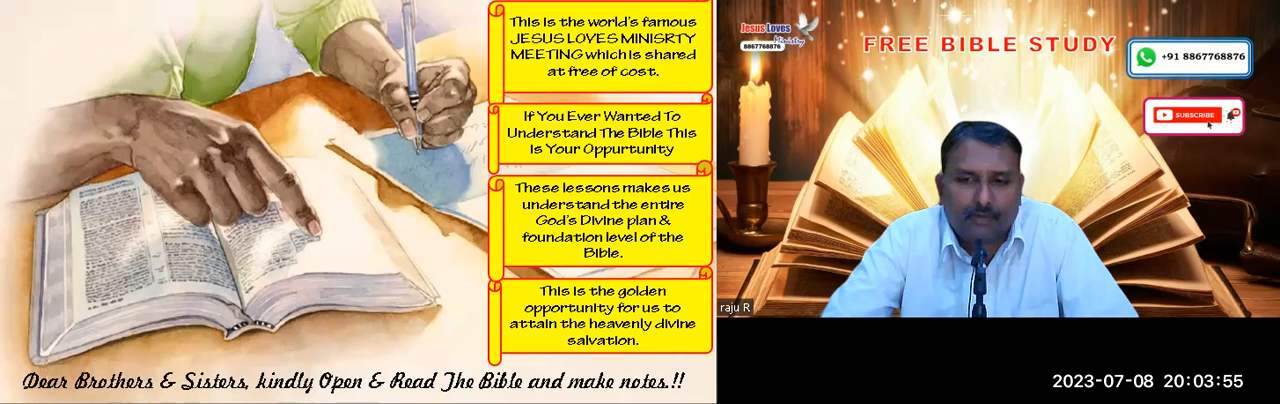 This is the world's famous
JESUS LOVES MINISRTY
MEETING which is shared
at free of cost.
If You Ever Wanted To
Understand The Bible This
Is Your Oppurtunity
These lessons makes us
understand the entire
God's Divine plan &
foundation level of the
Bible.
This is the golden
opportunity for us to
attain the heavenly divine
salvation.
Dear Brothers & Sisters, kindly Open & Read The Bible and make notes.!!
Jesus Loves
Ministry
8867768876
FREE BIBLE STUDY
+91 8867768876
SUBSCRIBE
raju R
2023-07-08 20:03:55